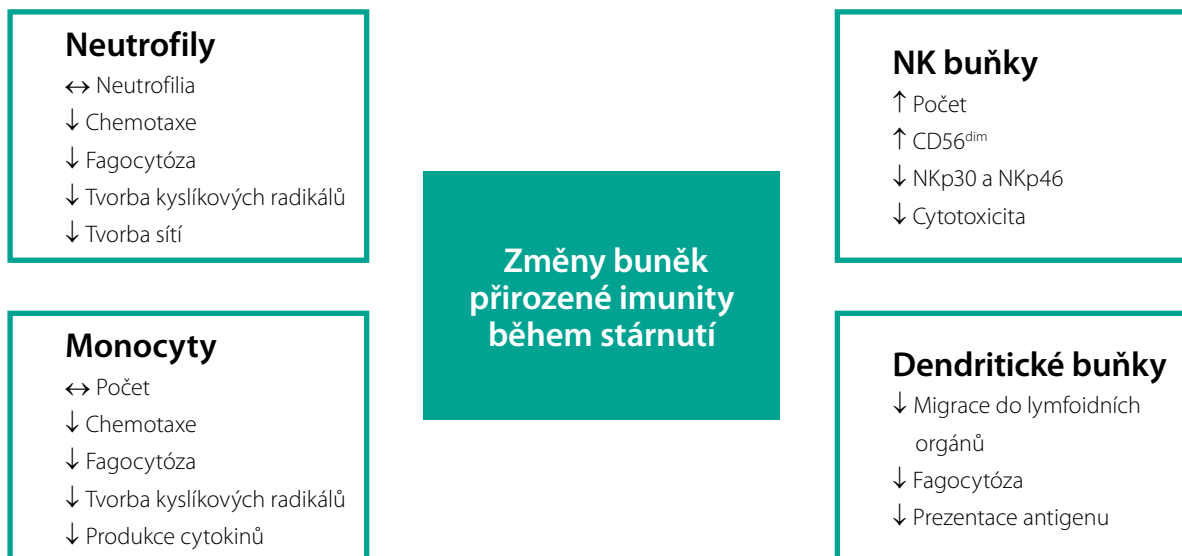 Neutrofily
↔ Neutrofilia
↓ Chemotaxe
↓ Fagocytóza
↓ Tvorba kyslíkových radikálů
↓ Tvorba sítí
Monocyty
↔ Počet
↓ Chemotaxe
↓ Fagocytóza
↓ Tvorba kyslíkových radikálů
↓ Produkce cytokinů
Změny buněk
přirozené imunity
během stárnutí
NK buňky
↑ Počet
↑ CD56dim
↓ NKp30 a NKp46
↓ Cytotoxicita
Dendritické buňky
↓ Migrace do lymfoidních
orgánů
↓ Fagocytóza
↓ Prezentace antigenu